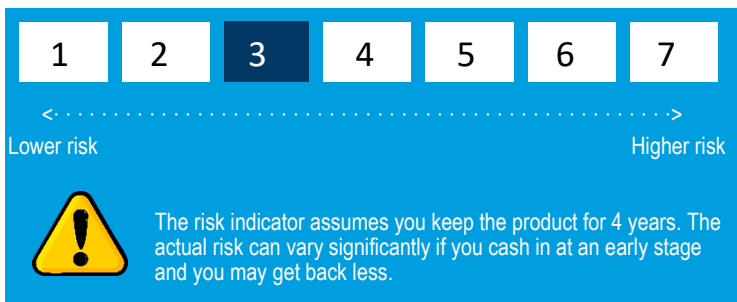 1 2 3 4 5 6 7
Lower risk Higher risk
The risk indicator assumes you keep the product for 4 years. The
actual risk can vary significantly if you cash in at an early stage
and you may get back less.